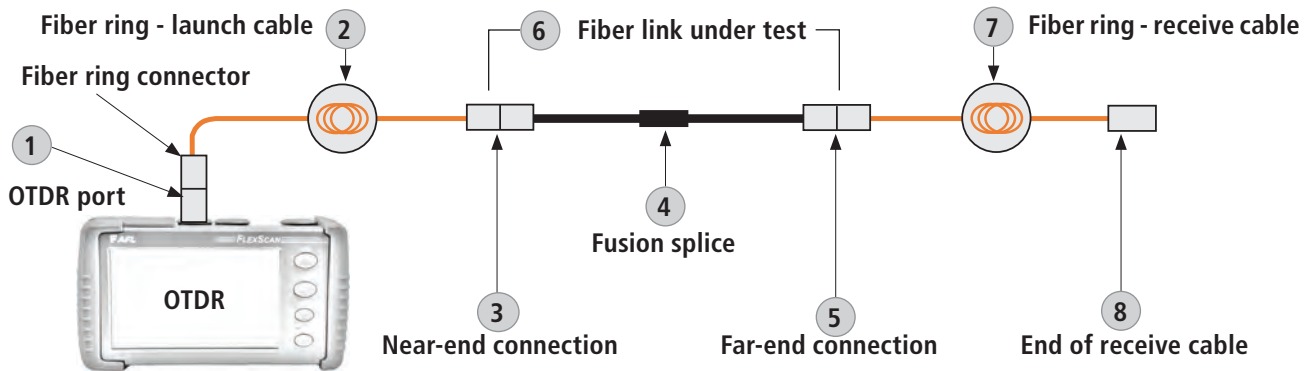 Fiber ring - launch cable
2
6
Fiber link under test
7
Fiber ring - receive cable
Fiber ring connector
1
OTDR port
AFL
FLEXSCAN
OTDR
4
Fusion splice
3
Near-end connection
5
Far-end connection
8
End of receive cable